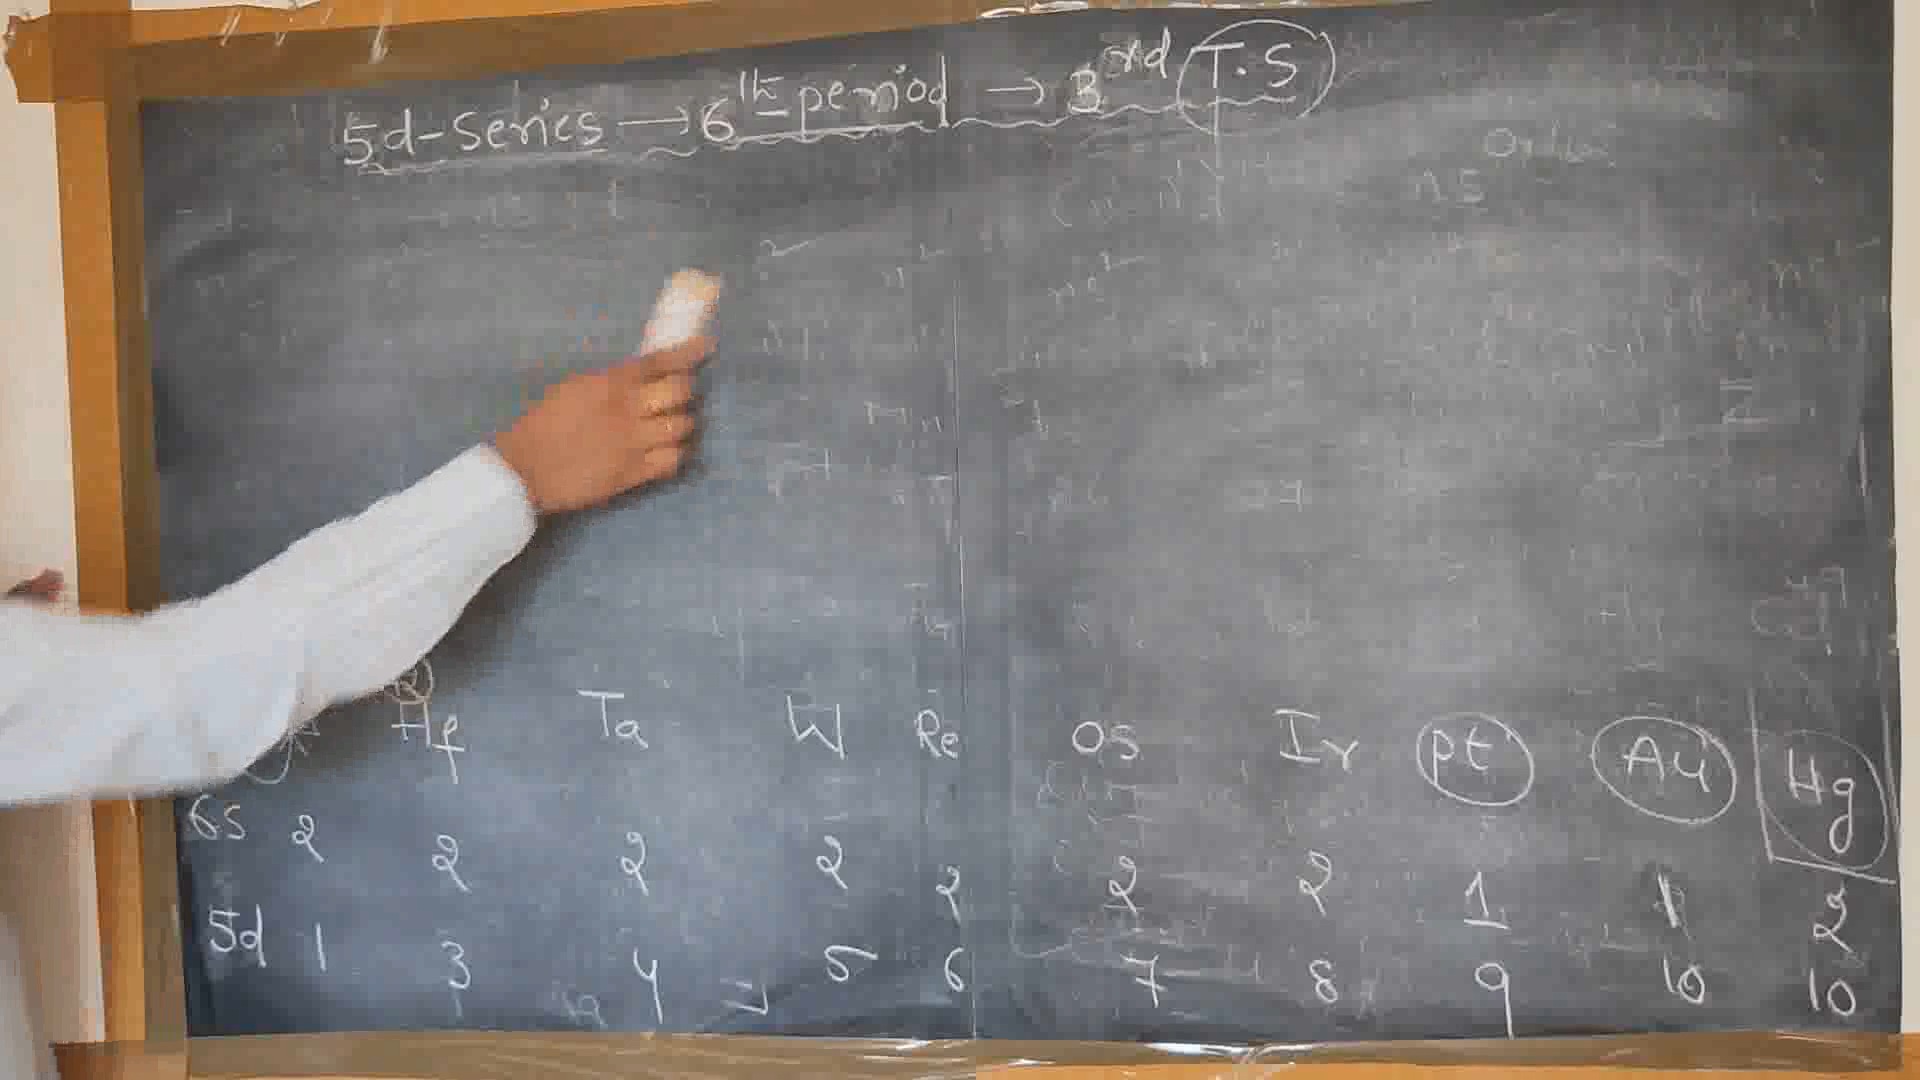 5d-Series → 6th period → 3rd T.S
Hf Ta W Re Os Ir pt Au Hg
6s 2 2 2 2 2 2 2 1 1 2
5d 1 3 4 5 6 7 8 9 10 10